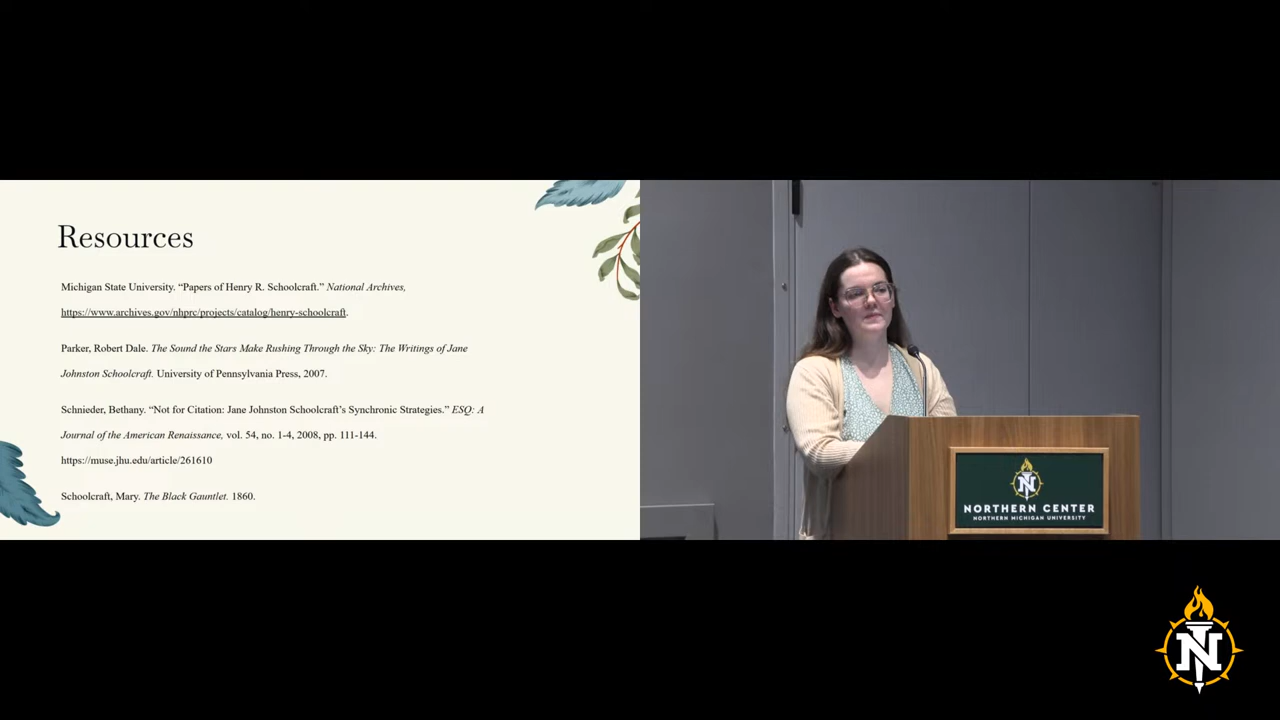 Resources
Michigan State University. “Papers of Henry R. Schoolcraft.” National Archives,
https://www.archives.gov/nhprc/projects/catalog/henry-schoolcraft.
Parker, Robert Dale. The Sound the Stars Make Rushing Through the Sky: The Writings of Jane
Johnston Schoolcraft. University of Pennsylvania Press, 2007.
Schnieder, Bethany. “Not for Citation: Jane Johnston Schoolcraft’s Synchronic Strategies.” ESQ: A
Journal of the American Renaissance, vol. 54, no. 1-4, 2008, pp. 111-144.
https://muse.jhu.edu/article/261610
Schoolcraft, Mary. The Black Gauntlet. 1860.
N
NORTHERN CENTER
NORTHERN MICHIGAN UNIVERSITY
N